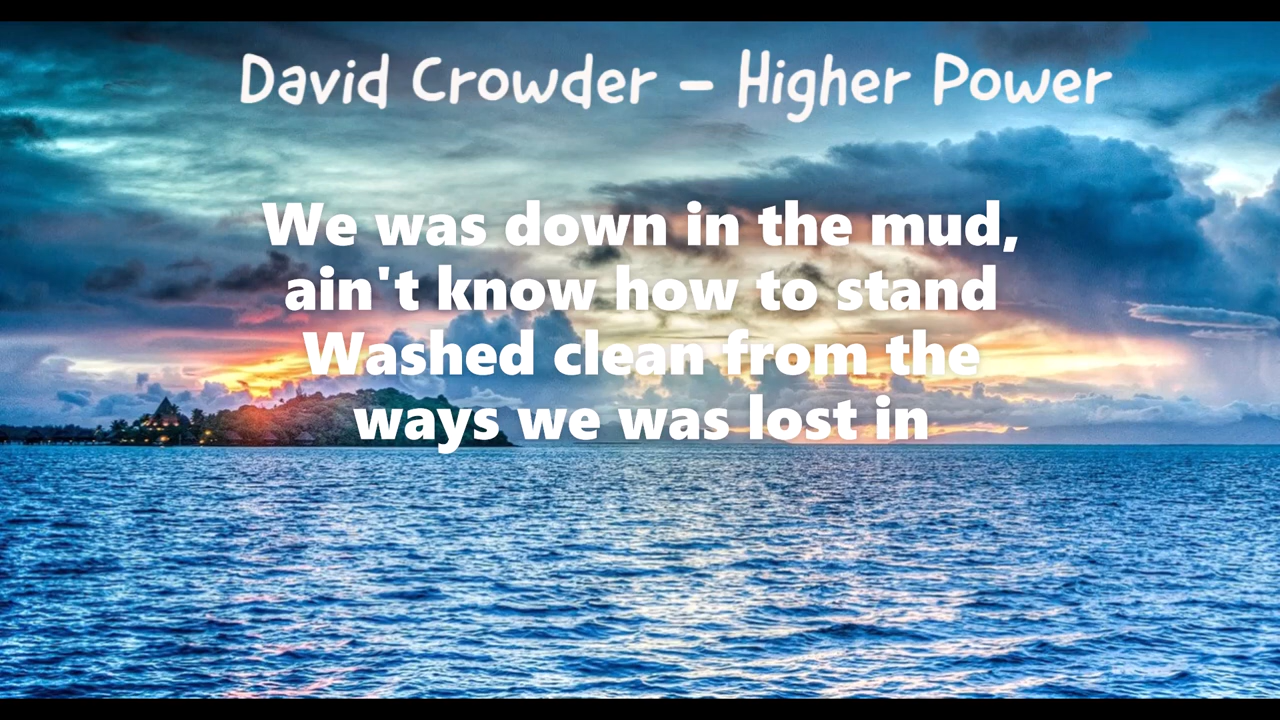 David Crowder - Higher Power
We was down in the mud,
ain't know how to stand
Washed clean from the
ways we was lost in